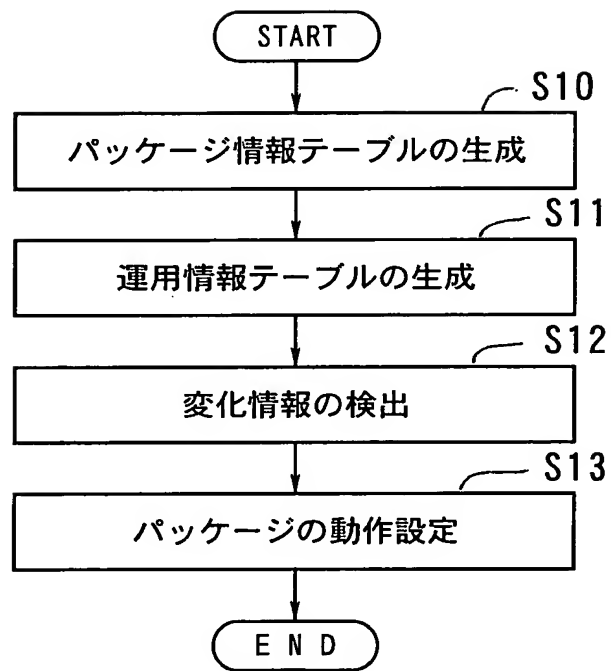 START
S10
パッケージ情報テーブルの生成
S11
運用情報テーブルの生成
S12
変化情報の検出
S13
パッケージの動作設定
END